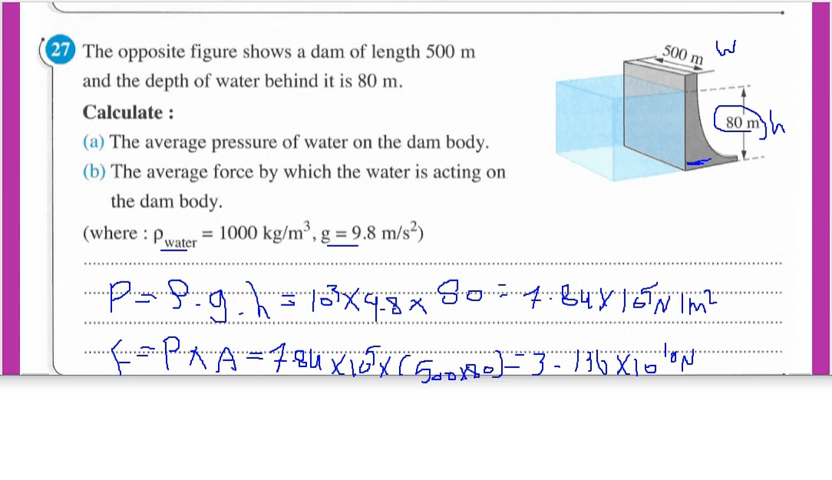 27 The opposite figure shows a dam of length 500 m
and the depth of water behind it is 80 m.
Calculate :
(a) The average pressure of water on the dam body.
(b) The average force by which the water is acting on
the dam body.
(where : ρwater = 1000 kg/m³, g = 9.8 m/s²)
500 m W
80 m h
P = ρ . g . h = 10³ × 9.8 × 80 = 7.84 × 10⁵ N/m²
F = P × A = 7.84 × 10⁵ × (500×80) = 3.136 × 10¹⁰ N